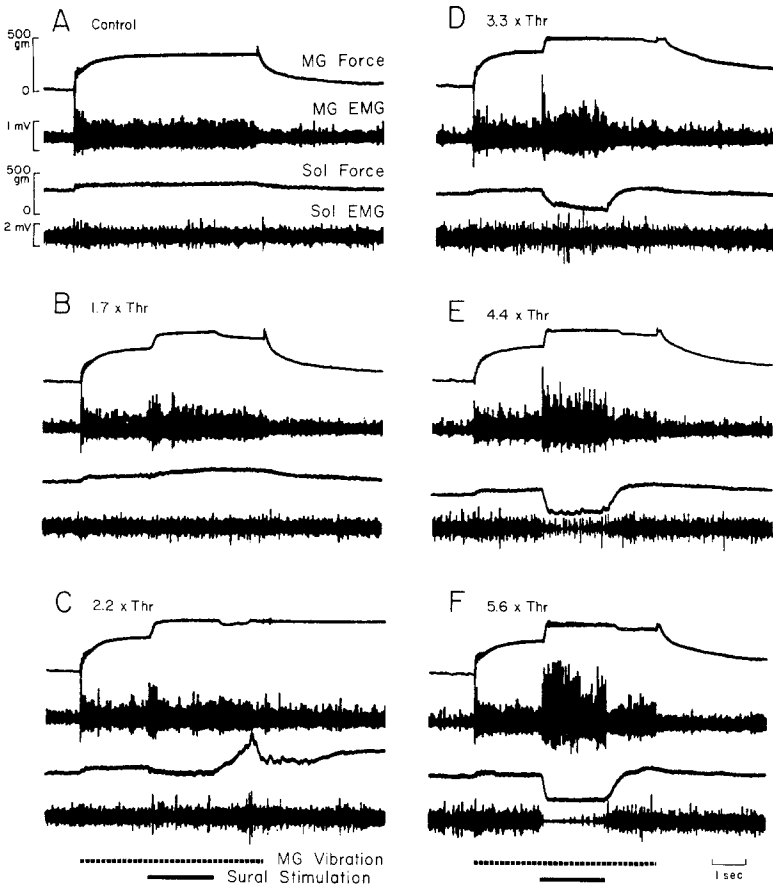 A Control
500
gm
0
MG Force
MG EMG
1 mV
500
gm
0
Sol Force
Sol EMG
2 mV
B 1.7 x Thr
C 2.2 x Thr
MG Vibration
Sural Stimulation
D 3.3 x Thr
E 4.4 x Thr
F 5.6 x Thr
1 sec